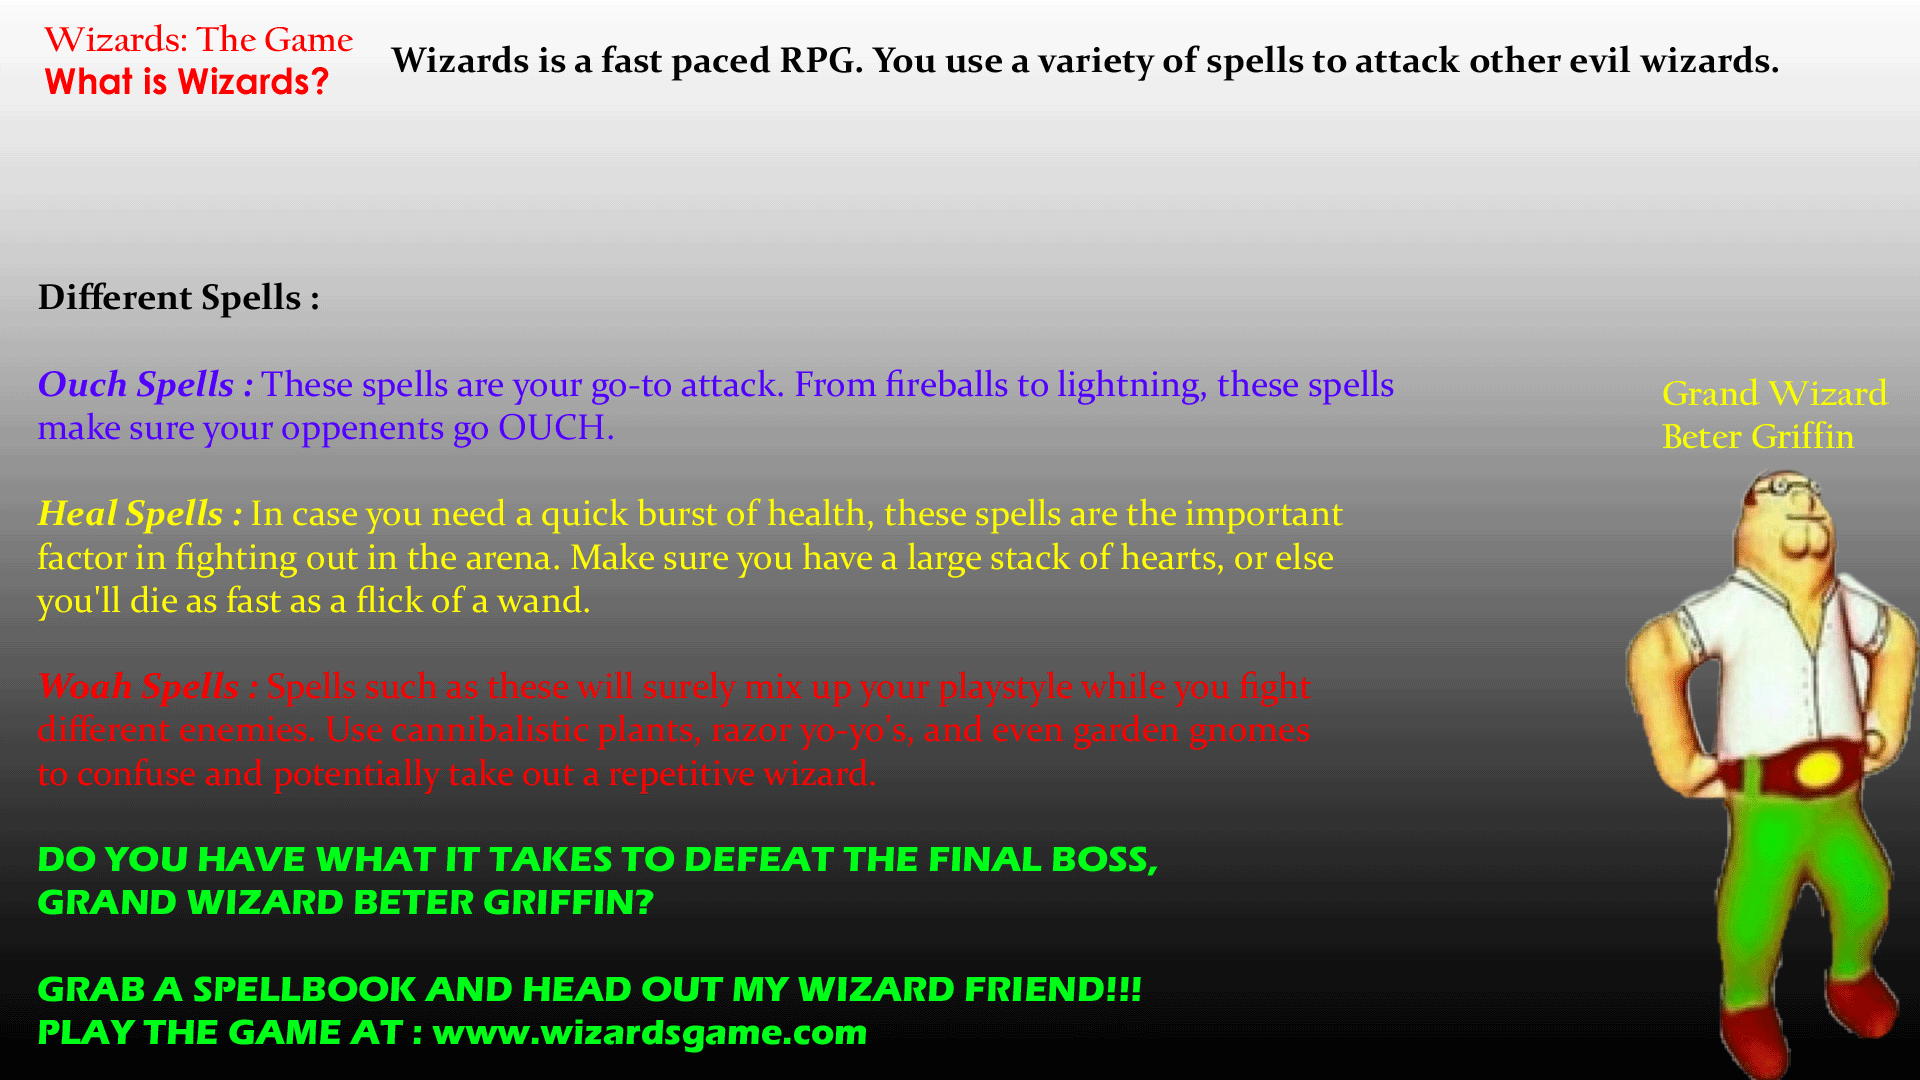 Wizards: The Game
What is Wizards?
Wizards is a fast paced RPG. You use a variety of spells to attack other evil wizards.
Different Spells :
Ouch Spells : These spells are your go-to attack. From fireballs to lightning, these spells
make sure your oppenents go OUCH.
Grand Wizard
Beter Griffin
Heal Spells : In case you need a quick burst of health, these spells are the important
factor in fighting out in the arena. Make sure you have a large stack of hearts, or else
you'll die as fast as a flick of a wand.
Woah Spells : Spells such as these will surely mix up your playstyle while you fight
different enemies. Use cannibalistic plants, razor yo-yo's, and even garden gnomes
to confuse and potentially take out a repetitive wizard.
DO YOU HAVE WHAT IT TAKES TO DEFEAT THE FINAL BOSS,
GRAND WIZARD BETER GRIFFIN?
GRAB A SPELLBOOK AND HEAD OUT MY WIZARD FRIEND!!!
PLAY THE GAME AT : www.wizardsgame.com